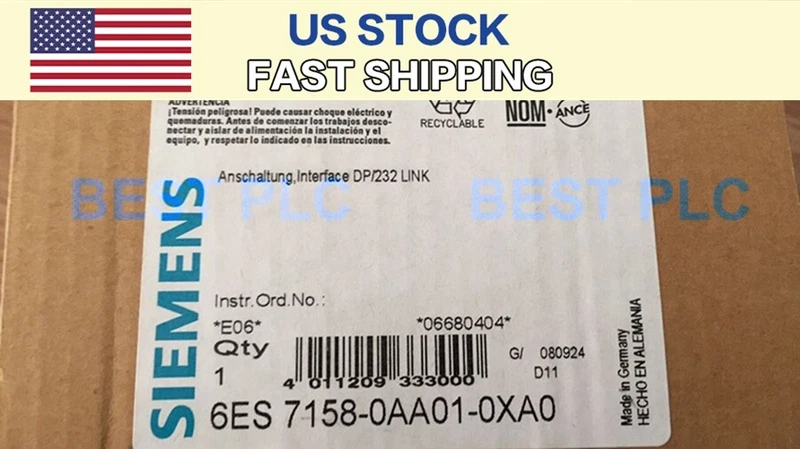 US STOCK
FAST SHIPPING
ADVERTENCIA
¡Tensión peligrosa! Puede causar choque eléctrico y
quemaduras. Antes de comenzar los trabajos desco-
nectar y aislar de alimentación la instalación y el
equipo, y respetar lo indicado en las instrucciones.
RECYCLABLE
NOM-ANCE
Anschaltung,Interface DP/232 LINK
BEST PLC
BEST PLC
SIEMENS
Instr.Ord.No.:
*E06*
*06680404*
Qty
1
4 011209 333000
G/ 080924
D11
6ES 7158-0AA01-0XA0
Made in Germany
HECHO EN ALEMANIA